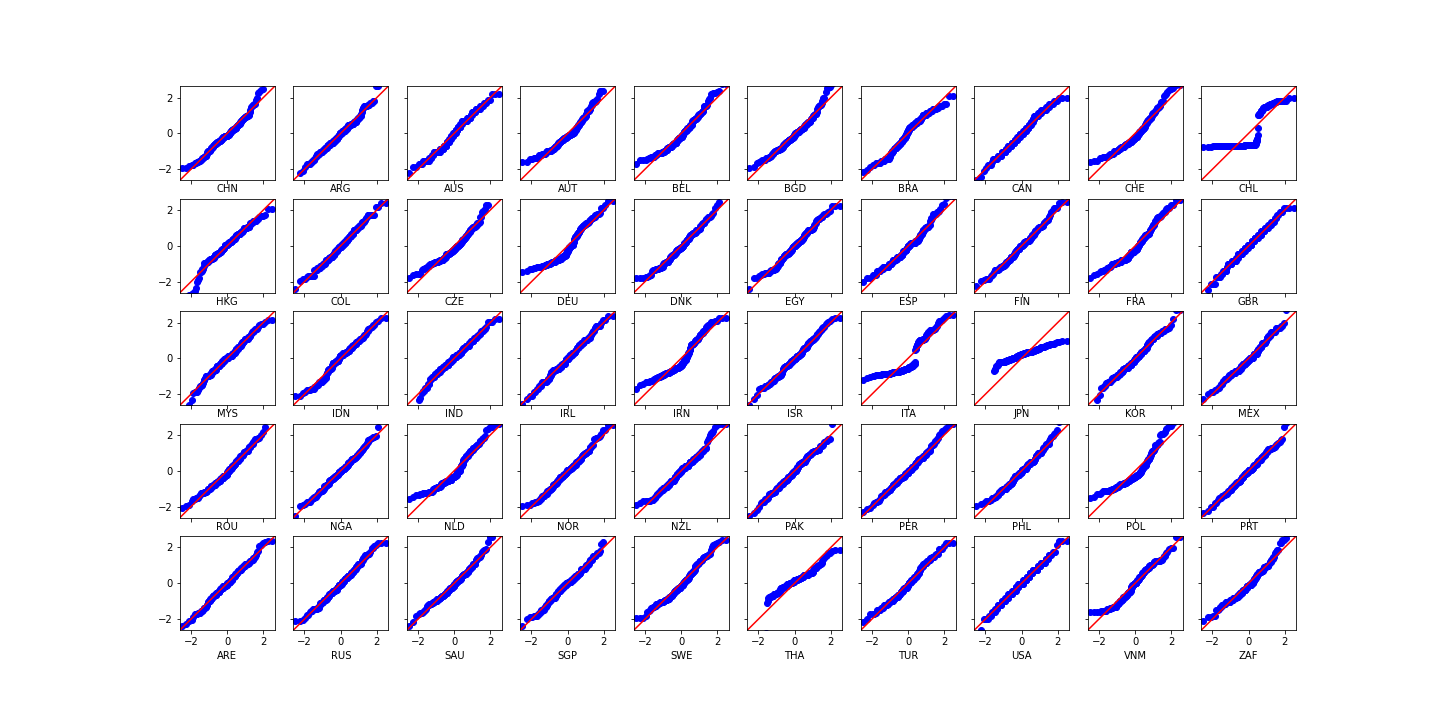 2
0
−2
CHN ARG AUS AUT BEL BGD BRA CAN CHE CHL
2
0
−2
HKG COL CZE DEU DNK EGY ESP FIN FRA GBR
2
0
−2
MYS IDN IND IRL IRN ISR ITA JPN KOR MEX
2
0
−2
ROU NGA NLD NOR NZL PAK PER PHL POL PRT
2
0
−2
−2 0 2 −2 0 2 −2 0 2 −2 0 2 −2 0 2 −2 0 2 −2 0 2 −2 0 2 −2 0 2 −2 0 2
ARE RUS SAU SGP SWE THA TUR USA VNM ZAF